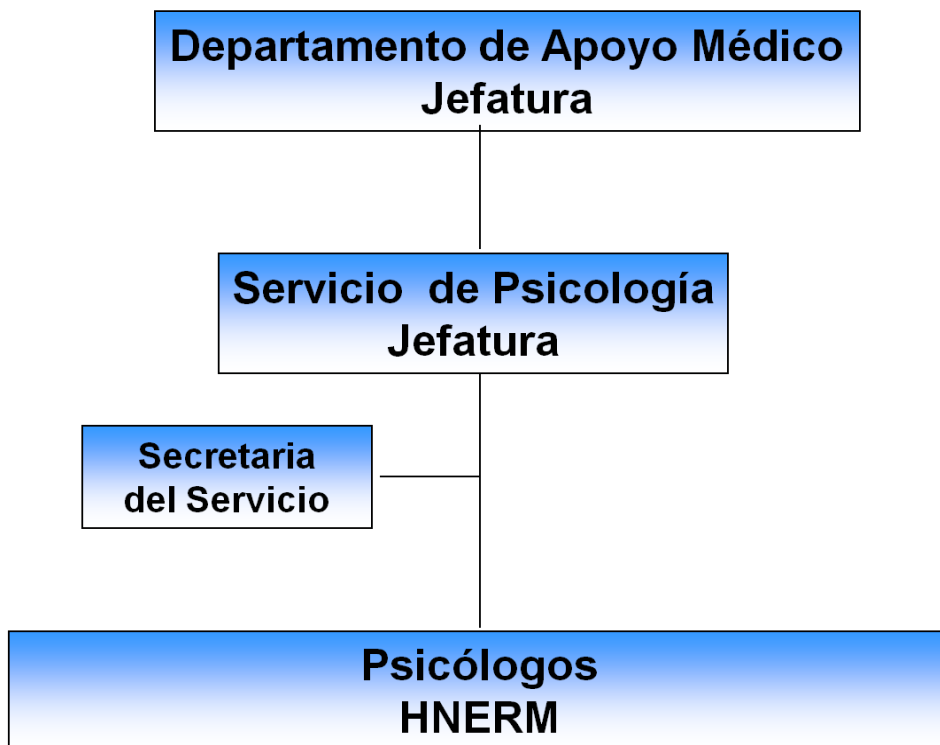 Departamento de Apoyo Médico
Jefatura
Servicio de Psicología
Jefatura
Secretaria
del Servicio
Psicólogos
HNERM